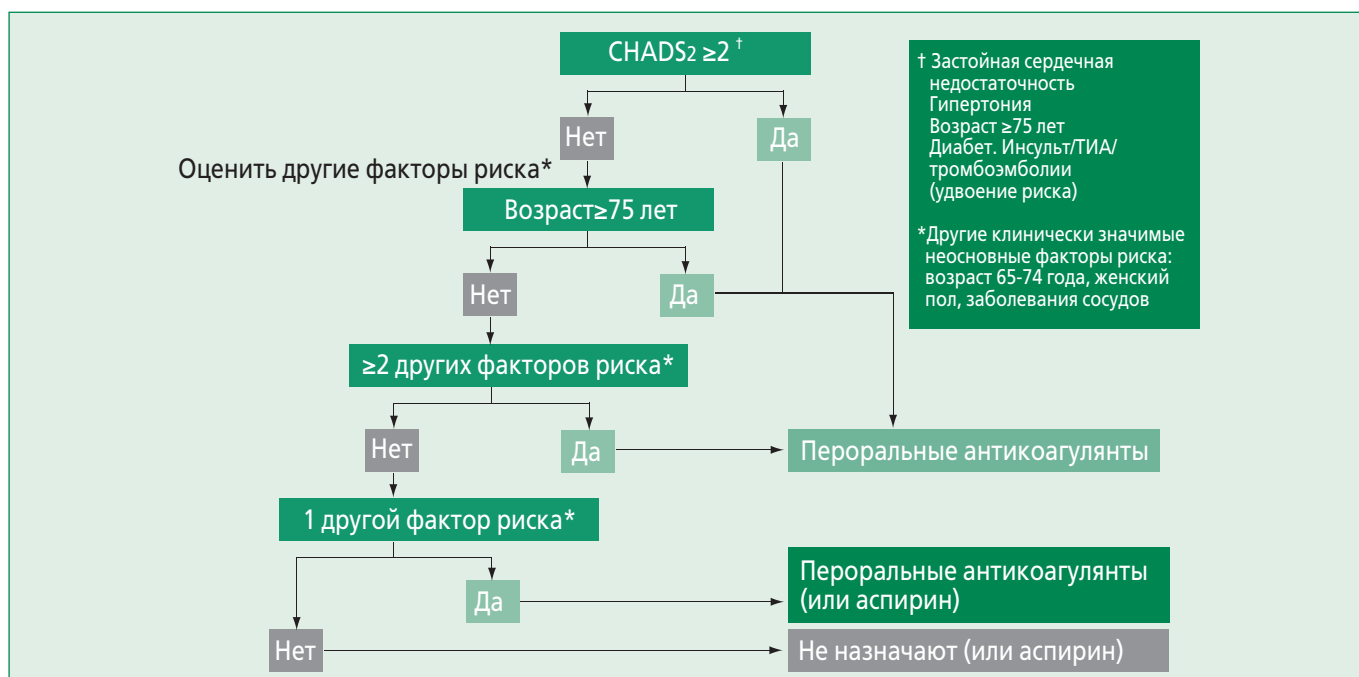 CHADS2 ≥2 †
Нет
Да
Оценить другие факторы риска*
Возраст≥75 лет
Нет
Да
≥2 других факторов риска*
Нет
Да
Пероральные антикоагулянты
1 другой фактор риска*
Да
Пероральные антикоагулянты
(или аспирин)
Нет
Не назначают (или аспирин)
† Застойная сердечная
недостаточность
Гипертония
Возраст ≥75 лет
Диабет. Инсульт/ТИА/
тромбоэмболии
(удвоение риска)
*Другие клинически значимые
неосновные факторы риска:
возраст 65-74 года, женский
пол, заболевания сосудов